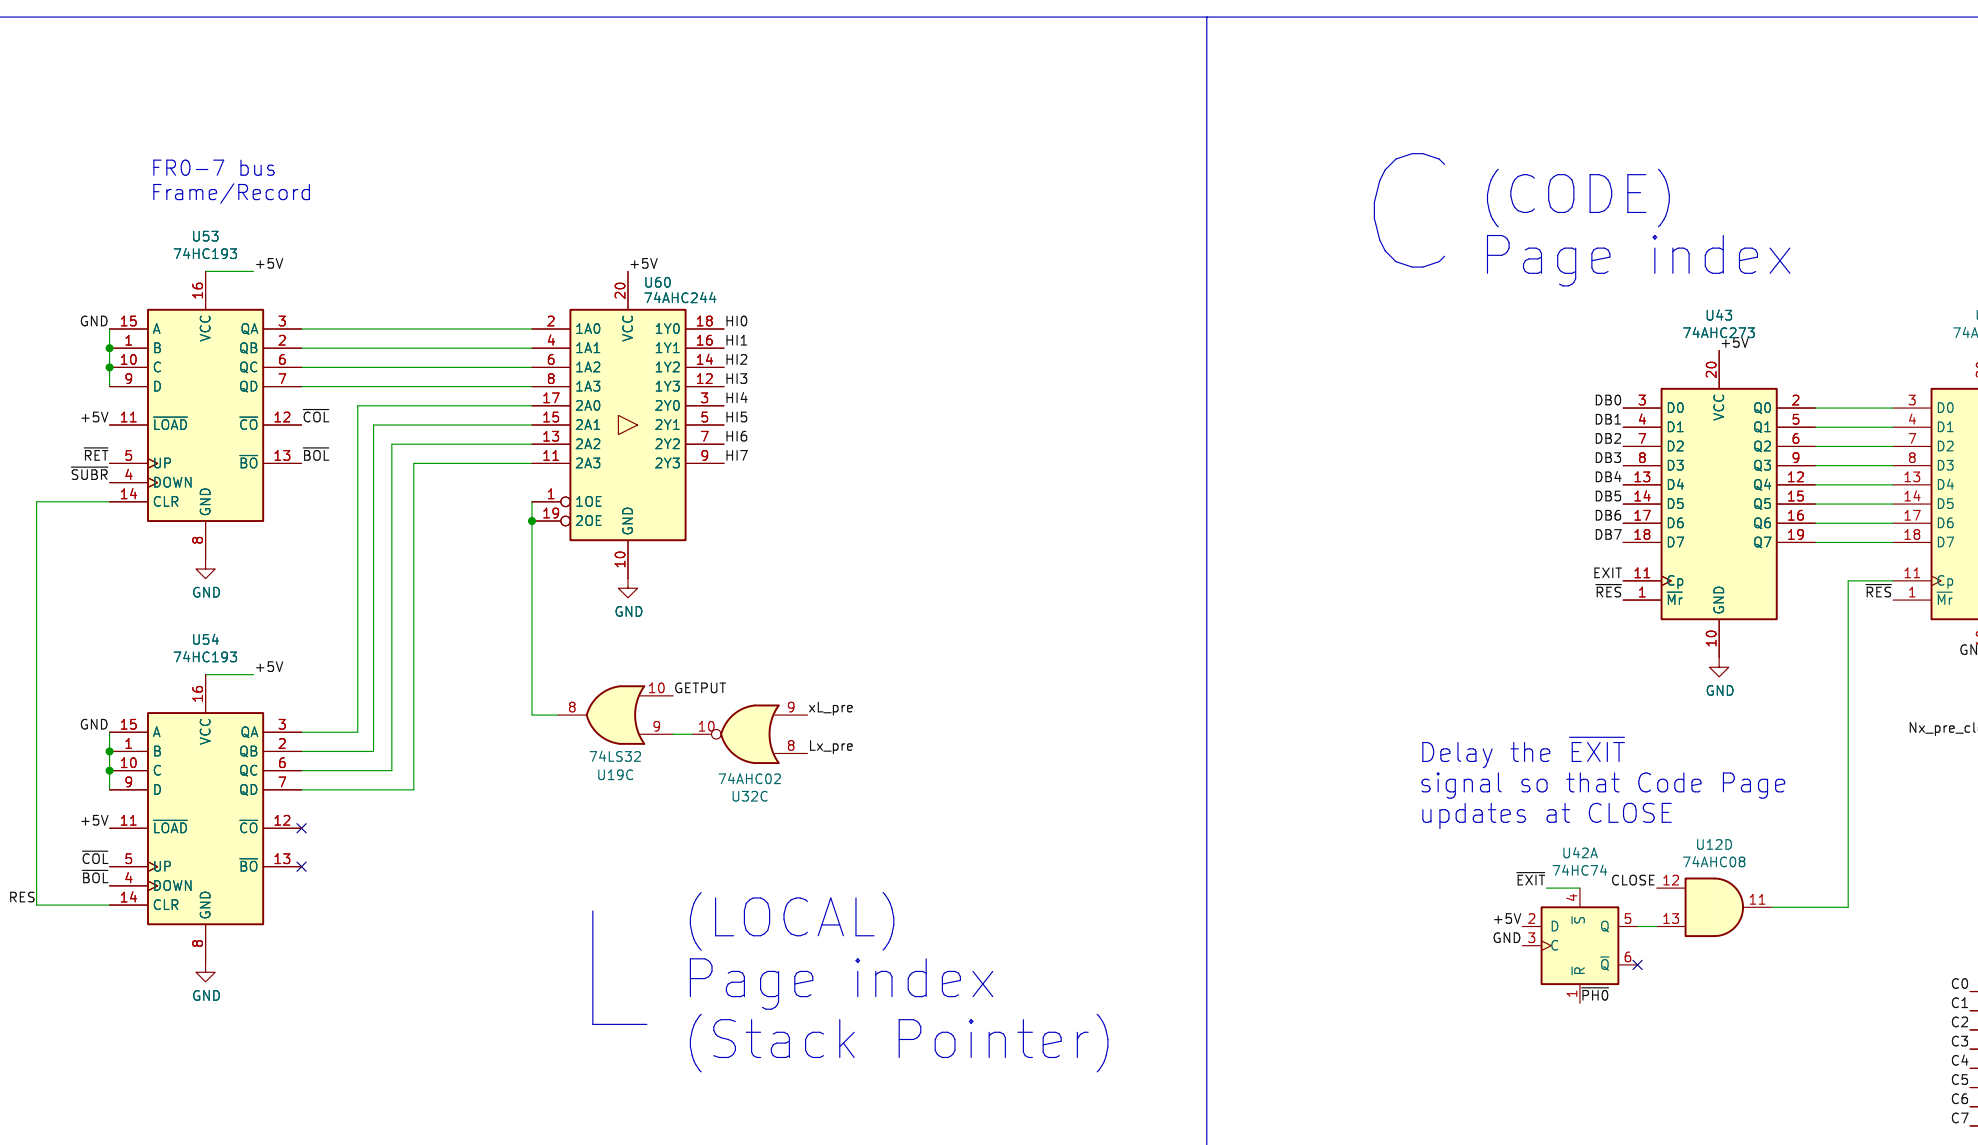 FR0-7 bus
Frame/Record
U53
74HC193
+5V
16
VCC
GND 15 A QA 3
1 B QB 2
10 C QC 6
9 D QD 7
+5V 11 LOAD CO 12 COL
RET 5 UP BO 13 BOL
SUBR 4 DOWN
14 CLR
GND
8
GND
U54
74HC193
+5V
16
VCC
GND 15 A QA 3
1 B QB 2
10 C QC 6
9 D QD 7
+5V 11 LOAD CO 12
COL 5 UP BO 13
BOL 4 DOWN
RES 14 CLR
GND
8
GND
+5V
U60
74AHC244
20
VCC
2 1A0 1Y0 18 HI0
4 1A1 1Y1 16 HI1
6 1A2 1Y2 14 HI2
8 1A3 1Y3 12 HI3
17 2A0 2Y0 3 HI4
15 2A1 2Y1 5 HI5
13 2A2 2Y2 7 HI6
11 2A3 2Y3 9 HI7
1 1OE
19 2OE
GND
10
GND
8 10 GETPUT
9
74LS32
U19C
10 9 xL_pre
8 Lx_pre
74AHC02
U32C
L
(LOCAL)
Page index
(Stack Pointer)
C
(CODE)
Page index
U43
74AHC273
+5V
20
VCC
DB0 3 D0 Q0 2
DB1 4 D1 Q1 5
DB2 7 D2 Q2 6
DB3 8 D3 Q3 9
DB4 13 D4 Q4 12
DB5 14 D5 Q5 15
DB6 17 D6 Q6 16
DB7 18 D7 Q7 19
EXIT 11 Cp
RES 1 Mr
GND
10
GND
3 D0
4 D1
7 D2
8 D3
13 D4
14 D5
17 D6
18 D7
11 Cp
RES 1 Mr
Delay the EXIT
signal so that Code Page
updates at CLOSE
U42A
74HC74
EXIT
4
S
+5V 2 D Q 5
GND 3 C
Q 6
R
1 PH0
U12D
74AHC08
CLOSE 12
13
11
C0
C1
C2
C3
C4
C5
C6
C7